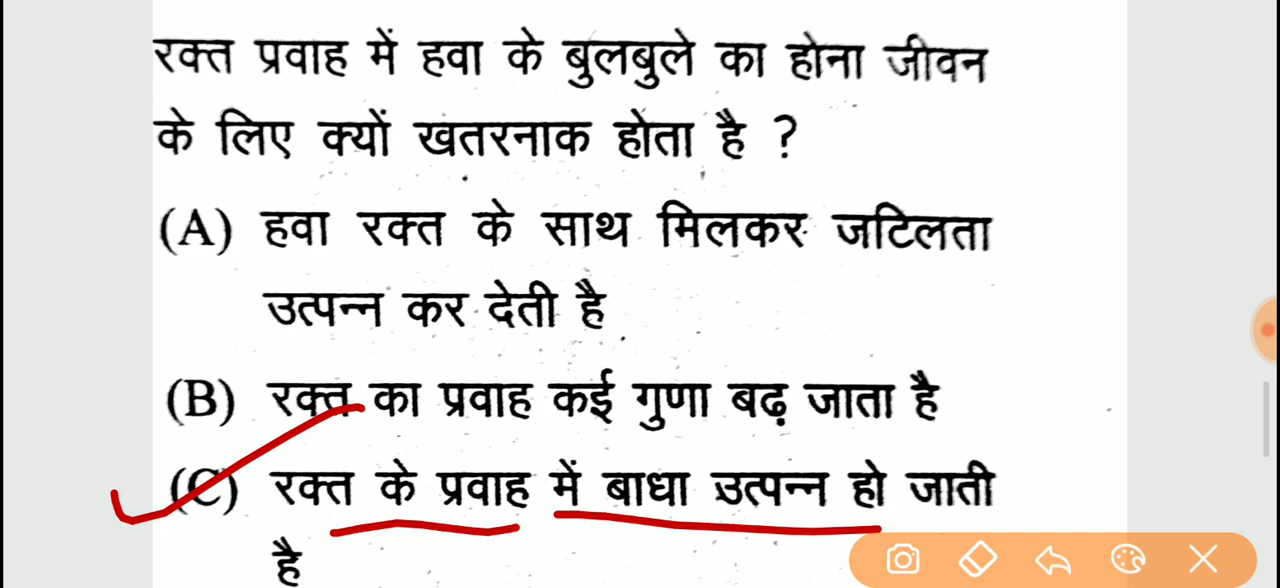 रक्त प्रवाह में हवा के बुलबुले का होना जीवन
के लिए क्यों खतरनाक होता है ?
(A) हवा रक्त के साथ मिलकर जटिलता
उत्पन्न कर देती है
(B) रक्त का प्रवाह कई गुणा बढ़ जाता है
(C) रक्त के प्रवाह में बाधा उत्पन्न हो जाती
है